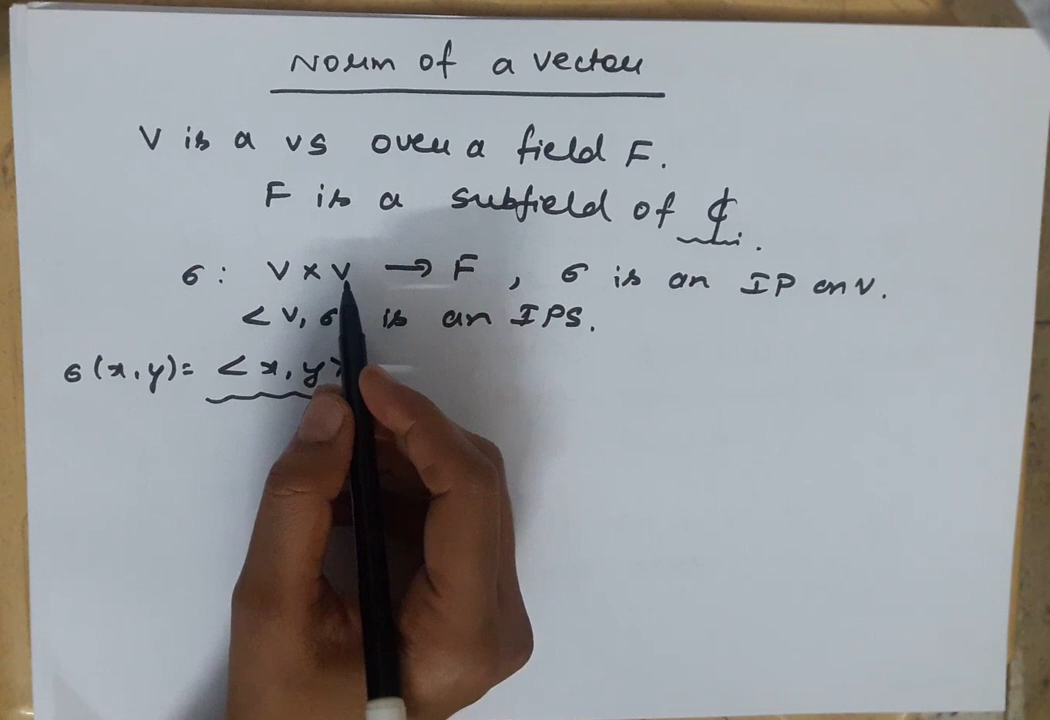 Norm of a vector
V is a vs over a field F.
F is a subfield of ₵.
σ: V × V → F, σ is an IP on V.
< V, σ is an IPS.
σ(x,y)= < x, y >